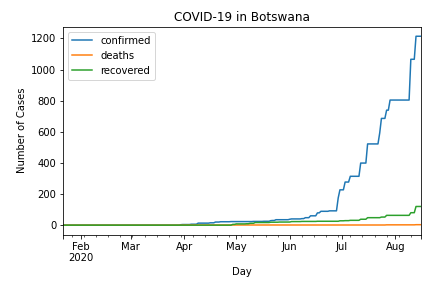 COVID-19 in Botswana
confirmed
deaths
recovered
1200
1000
800
600
400
200
0
Number of Cases
Feb Mar Apr May Jun Jul Aug
2020
Day